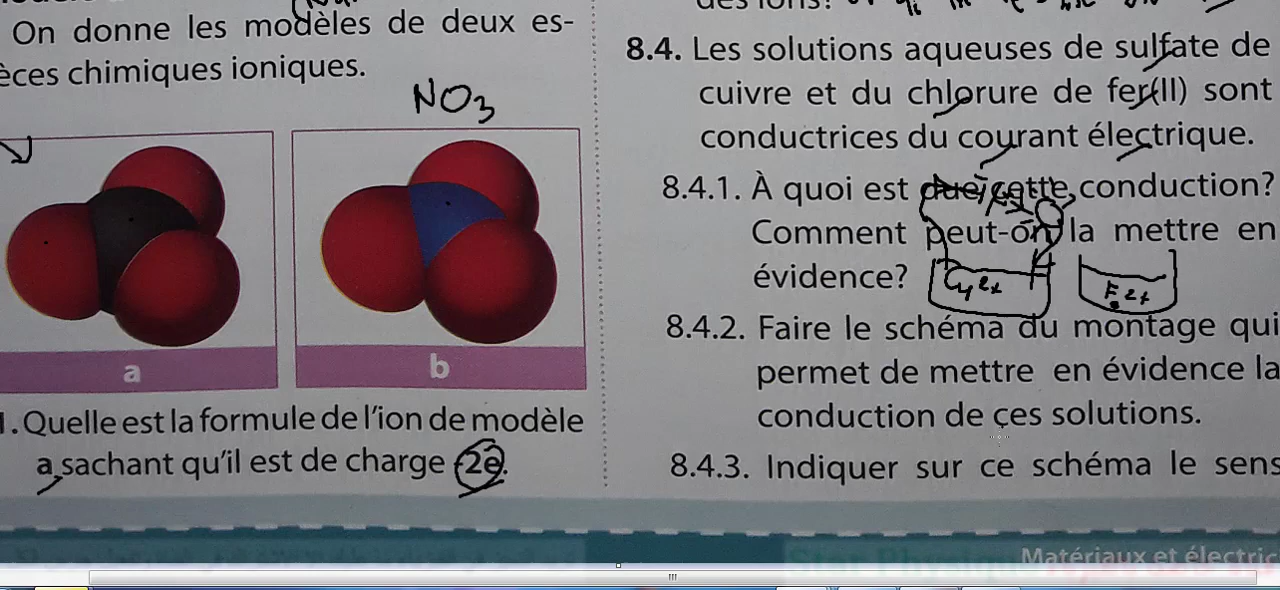 On donne les modèles de deux es-
èces chimiques ioniques.
NO3
a
b
1. Quelle est la formule de l'ion de modèle
a sachant qu'il est de charge -2e.
8.4. Les solutions aqueuses de sulfate de
cuivre et du chlorure de fer(II) sont
conductrices du courant électrique.
8.4.1. À quoi est due cette conduction?
Comment peut-on la mettre en
évidence?
Cu2+
Fe2+
8.4.2. Faire le schéma du montage qui
permet de mettre en évidence la
conduction de ces solutions.
8.4.3. Indiquer sur ce schéma le sens
Matériaux et électric